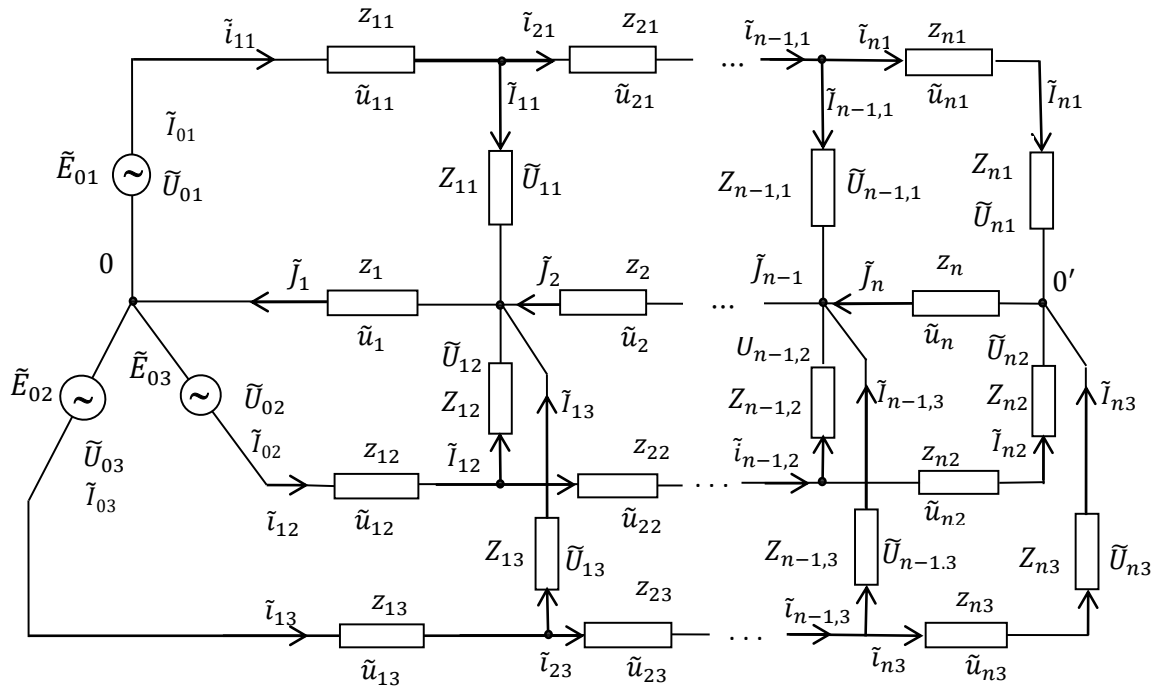 z₁₁ ĩ₂₁ z₂₁ ĩₙ₋₁,₁ ĩₙ₁ zₙ₁
ĩ₁₁
ũ₁₁ Ĩ₁₁ ũ₂₁ ... Ĩₙ₋₁,₁ ũₙ₁ Ĩₙ₁
Ĩ₀₁
Ẽ₀₁ ~ Ũ₀₁ Z₁₁ Ũ₁₁ Zₙ₋₁,₁ Ũₙ₋₁,₁ Zₙ₁
Ũₙ₁
0 J̃₁ z₁ J̃₂ z₂ J̃ₙ₋₁ J̃ₙ zₙ 0′
...
ũ₁ ũ₂ ũₙ
Ẽ₀₂ ~ Ẽ₀₃ ~ Ũ₀₂ Ũ₁₂ Uₙ₋₁,₂ Ũₙ₂
Z₁₂ Ĩ₁₃ Zₙ₋₁,₂ Ĩₙ₋₁,₃ Zₙ₂ Ĩₙ₃
Ũ₀₃ Ĩ₀₂ z₁₂ Ĩ₁₂ z₂₂ ĩₙ₋₁,₂ zₙ₂ Ĩₙ₂
Ĩ₀₃ ...
ĩ₁₂ ũ₁₂ ũ₂₂ ũₙ₂
Z₁₃ Ũ₁₃ Zₙ₋₁,₃ Ũₙ₋₁.₃ Zₙ₃ Ũₙ₃
ĩ₁₃ z₁₃ z₂₃ ĩₙ₋₁,₃ zₙ₃
...
ũ₁₃ ĩ₂₃ ũ₂₃ ĩₙ₃ ũₙ₃